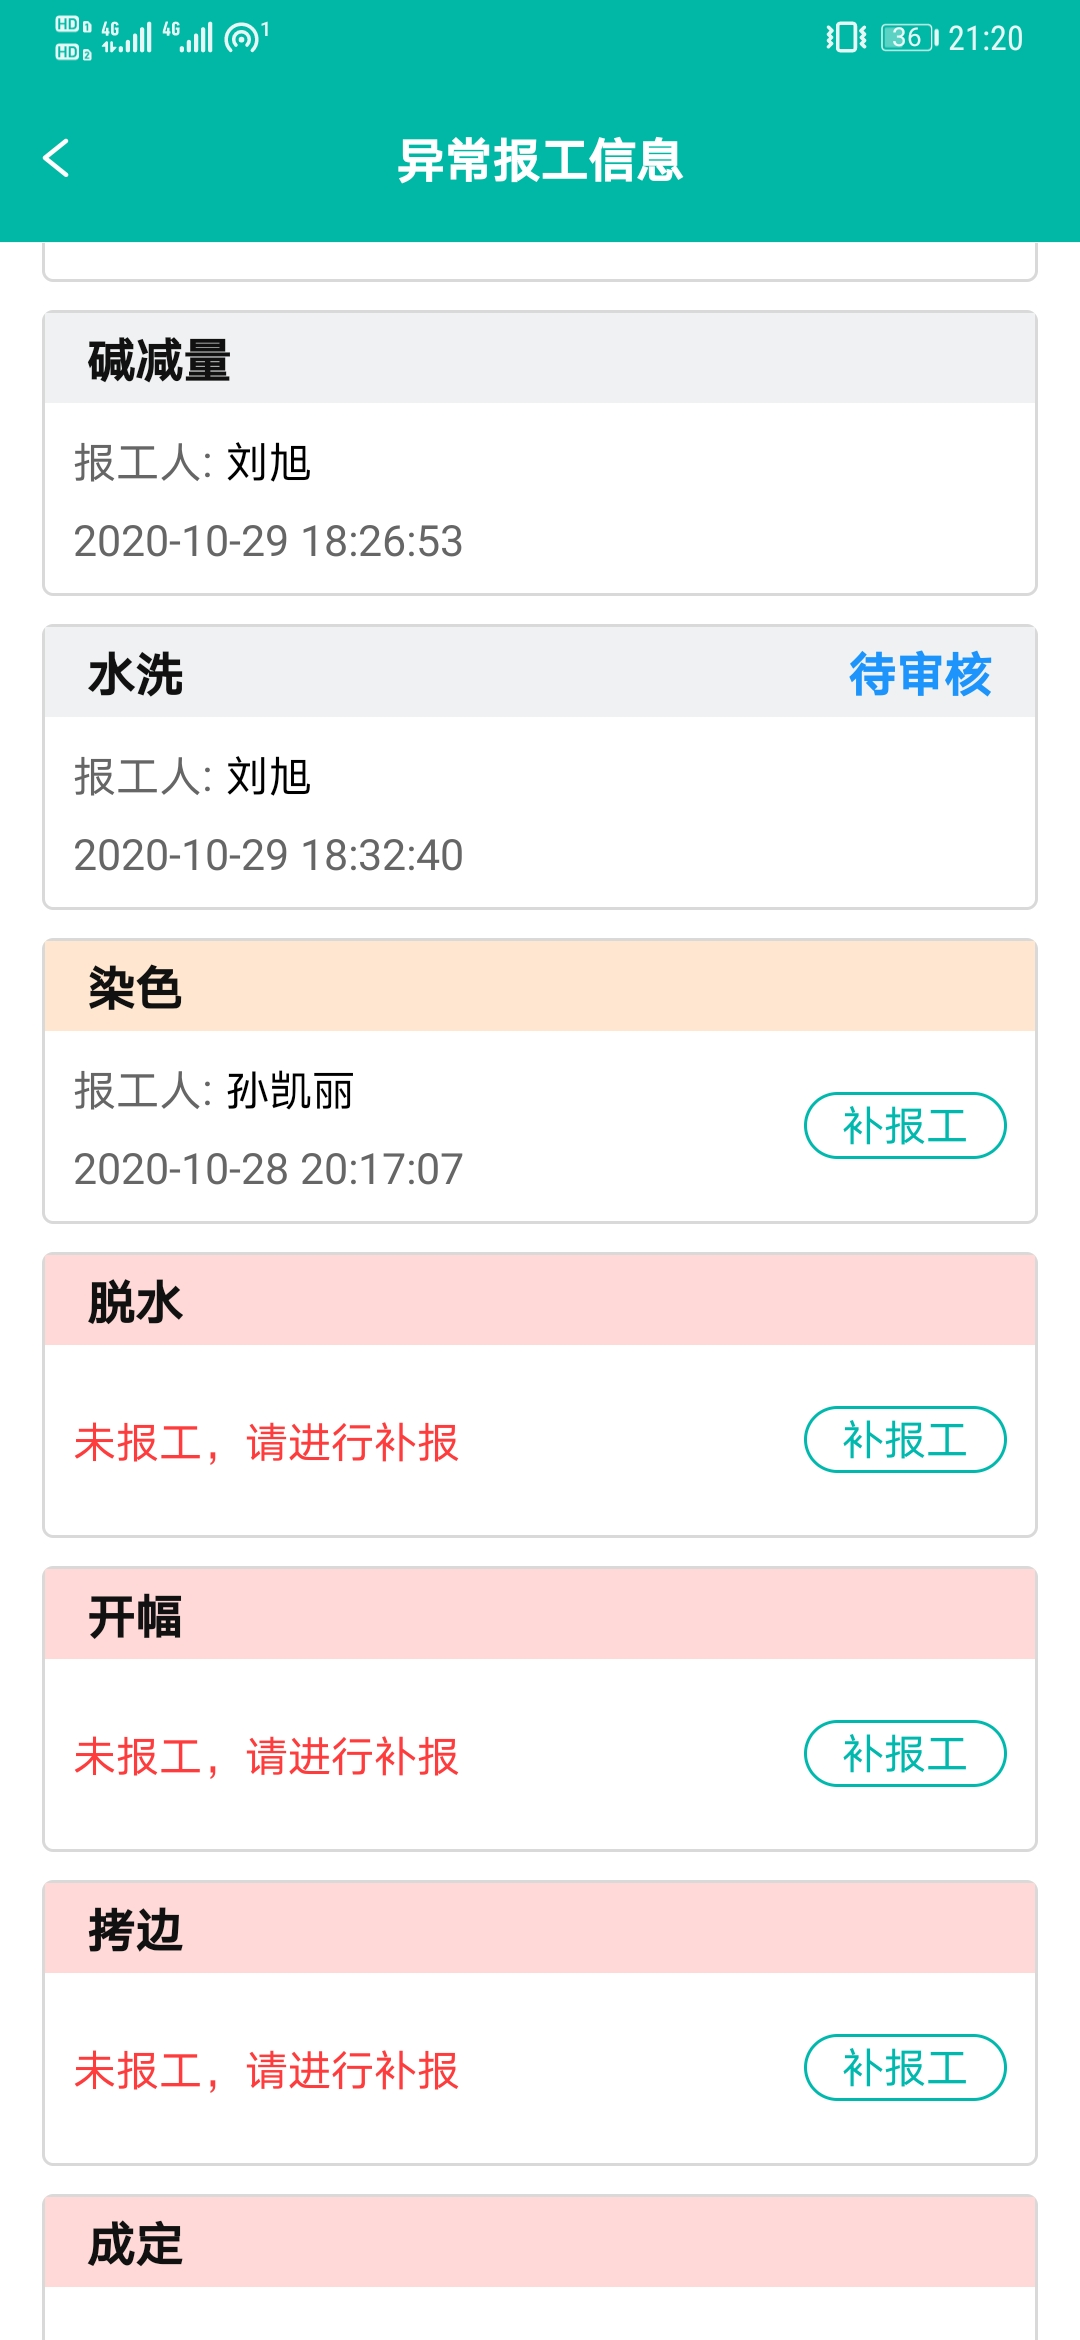 HD 1 4G 4G 1
HD 2
36 21:20
异常报工信息
碱减量
报工人: 刘旭
2020-10-29 18:26:53
水洗 待审核
报工人: 刘旭
2020-10-29 18:32:40
染色
报工人: 孙凯丽
补报工
2020-10-28 20:17:07
脱水
未报工，请进行补报 补报工
开幅
未报工，请进行补报 补报工
拷边
未报工，请进行补报 补报工
成定